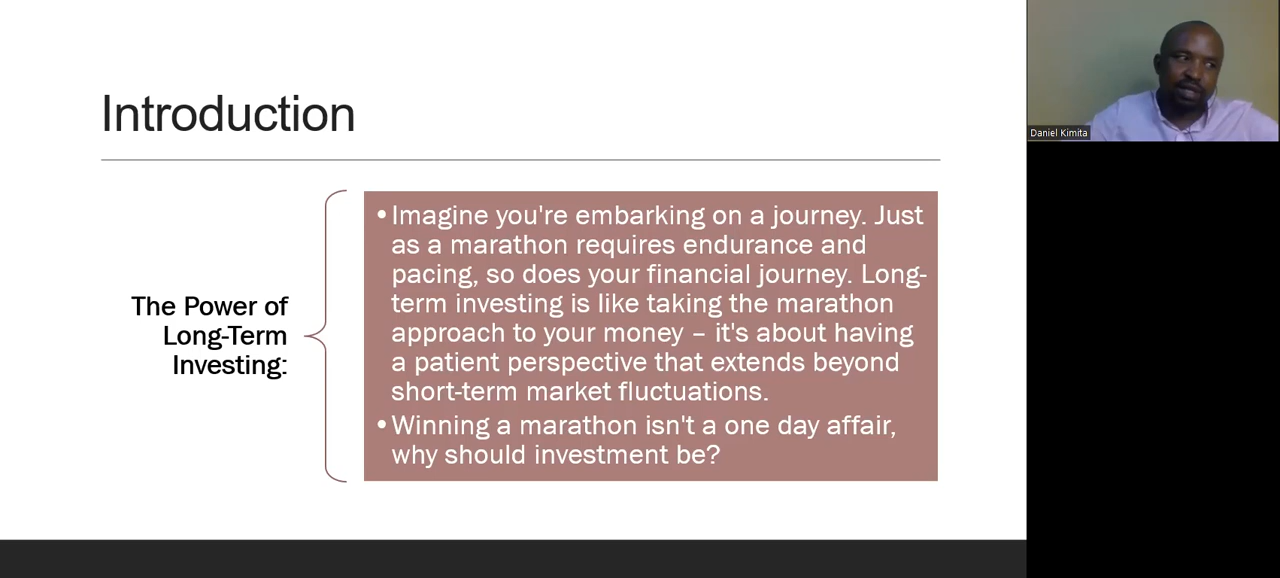 Introduction
The Power of
Long-Term
Investing:
•Imagine you're embarking on a journey. Just
as a marathon requires endurance and
pacing, so does your financial journey. Long-
term investing is like taking the marathon
approach to your money – it's about having
a patient perspective that extends beyond
short-term market fluctuations.
•Winning a marathon isn't a one day affair,
why should investment be?
Daniel Kimita